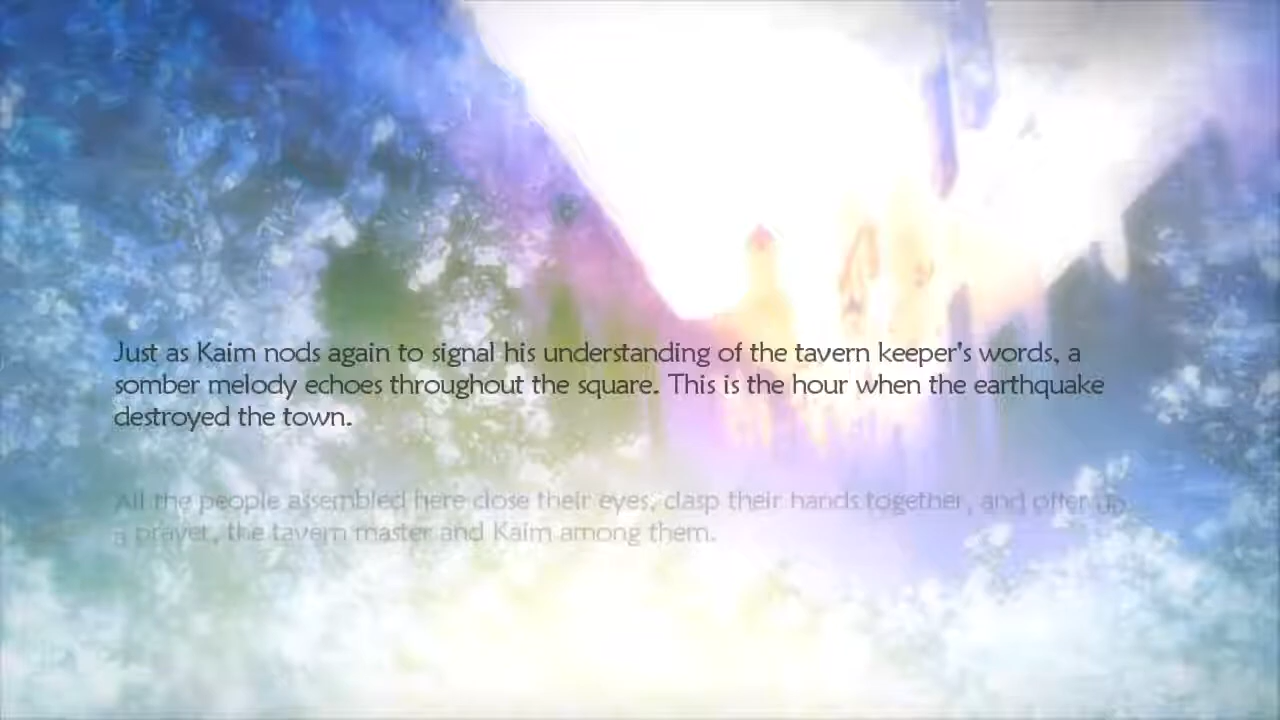 Just as Kaim nods again to signal his understanding of the tavern keeper's words, a
somber melody echoes throughout the square. This is the hour when the earthquake
destroyed the town.
All the people assembled here close their eyes, clasp their hands together, and offer up
a prayer, the tavern master and Kaim among them.